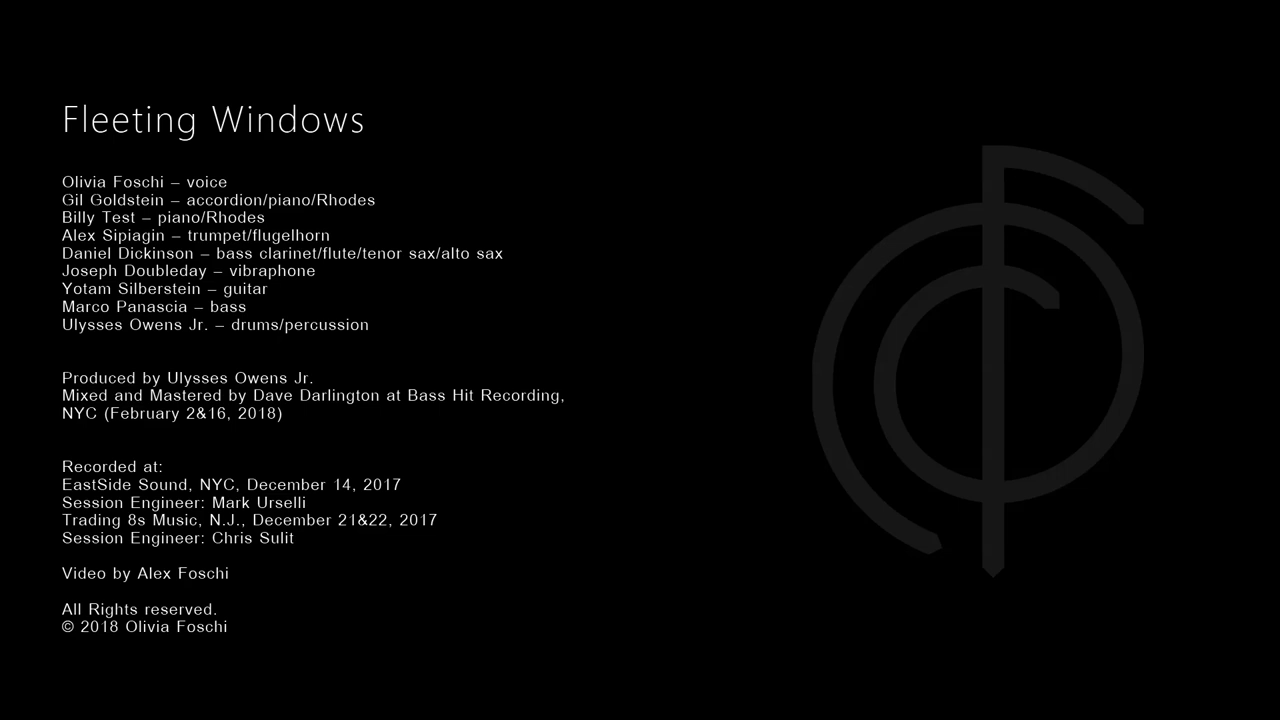 Fleeting Windows
Olivia Foschi – voice
Gil Goldstein – accordion/piano/Rhodes
Billy Test – piano/Rhodes
Alex Sipiagin – trumpet/flugelhorn
Daniel Dickinson – bass clarinet/flute/tenor sax/alto sax
Joseph Doubleday – vibraphone
Yotam Silberstein – guitar
Marco Panascia – bass
Ulysses Owens Jr. – drums/percussion
Produced by Ulysses Owens Jr.
Mixed and Mastered by Dave Darlington at Bass Hit Recording,
NYC (February 2&16, 2018)
Recorded at:
EastSide Sound, NYC, December 14, 2017
Session Engineer: Mark Urselli
Trading 8s Music, N.J., December 21&22, 2017
Session Engineer: Chris Sulit
Video by Alex Foschi
All Rights reserved.
© 2018 Olivia Foschi